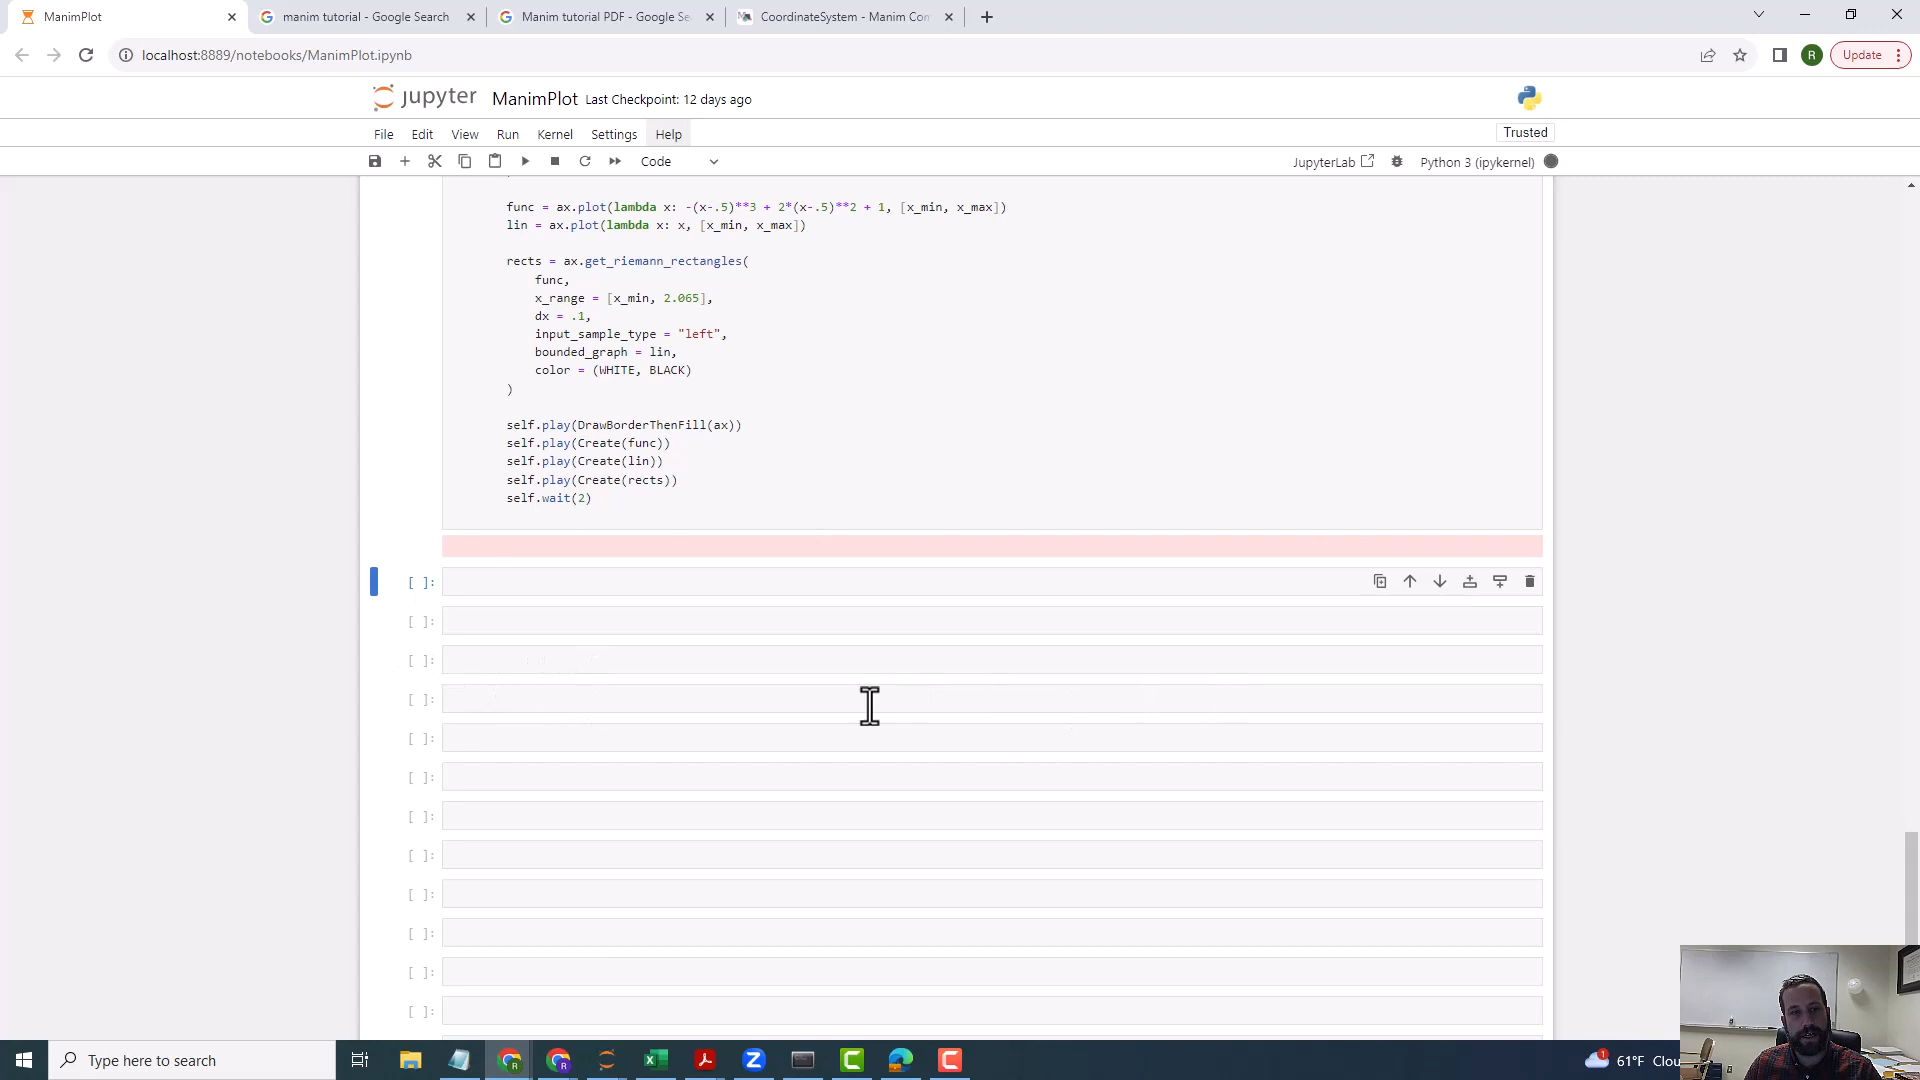 ManimPlot
manim tutorial - Google Search
Manim tutorial PDF - Google Se
CoordinateSystem - Manim Com
localhost:8889/notebooks/ManimPlot.ipynb
R
Update
jupyter
ManimPlot
Last Checkpoint: 12 days ago
File Edit View Run Kernel Settings Help
Trusted
Code
JupyterLab
Python 3 (ipykernel)
func = ax.plot(lambda x: -(x-.5)**3 + 2*(x-.5)**2 + 1, [x_min, x_max])
lin = ax.plot(lambda x: x, [x_min, x_max])
rects = ax.get_riemann_rectangles(
func,
x_range = [x_min, 2.065],
dx = .1,
input_sample_type = "left",
bounded_graph = lin,
color = (WHITE, BLACK)
)
self.play(DrawBorderThenFill(ax))
self.play(Create(func))
self.play(Create(lin))
self.play(Create(rects))
self.wait(2)
[ ]:
[ ]:
[ ]:
[ ]:
[ ]:
[ ]:
[ ]:
[ ]:
[ ]:
[ ]:
[ ]:
[ ]:
Type here to search
1
61°F Clou